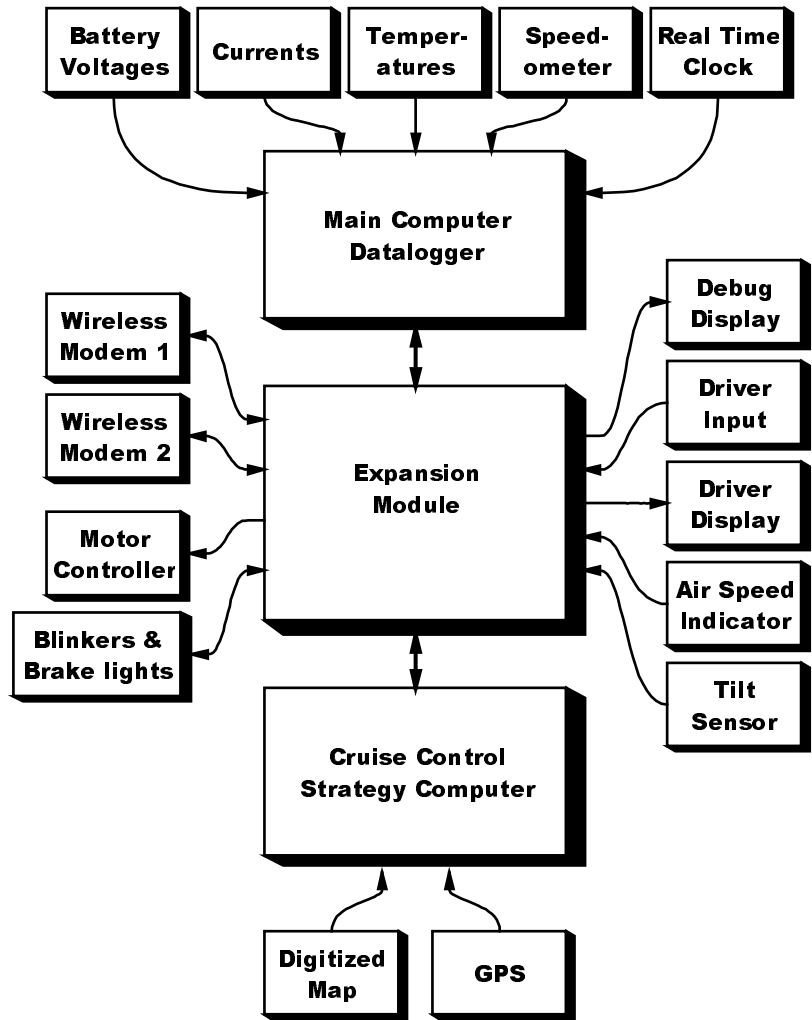 Battery
Voltages
Currents
Temper-
atures
Speed-
ometer
Real Time
Clock
Main Computer
Datalogger
Wireless
Modem 1
Wireless
Modem 2
Motor
Controller
Blinkers &
Brake lights
Expansion
Module
Debug
Display
Driver
Input
Driver
Display
Air Speed
Indicator
Tilt
Sensor
Cruise Control
Strategy Computer
Digitized
Map
GPS